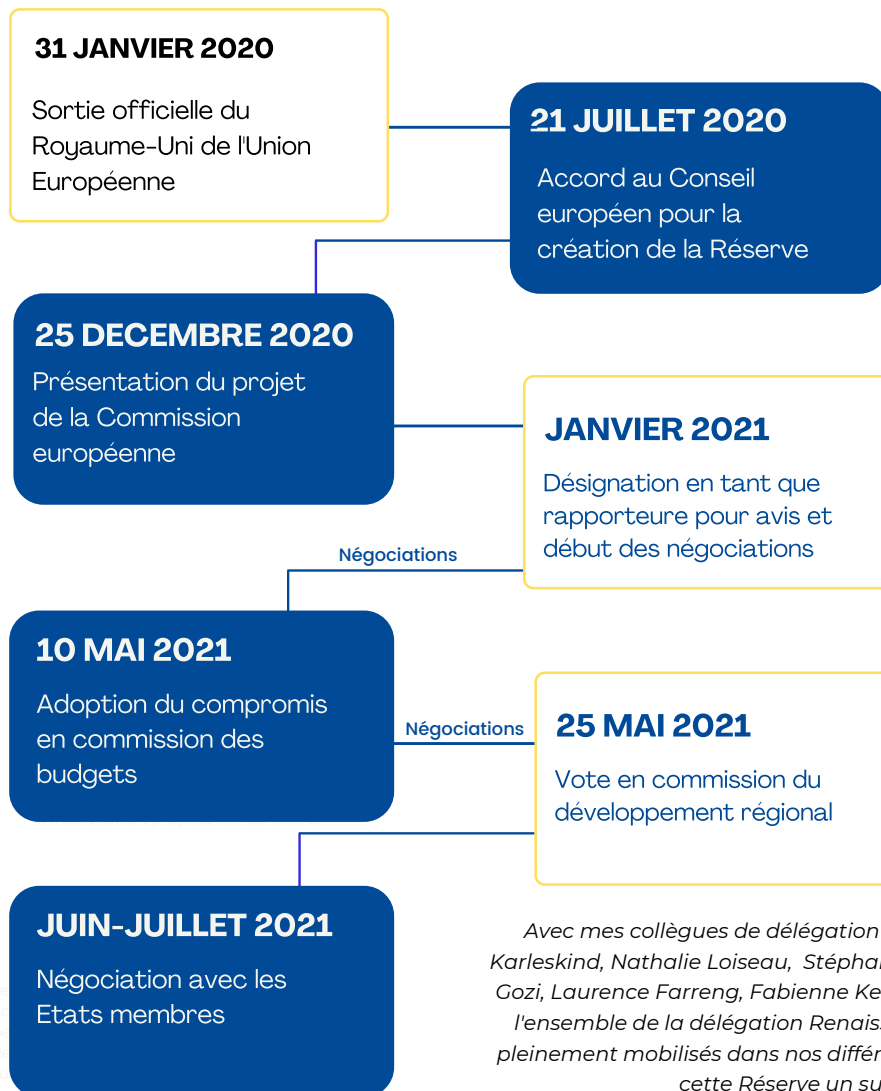 31 JANVIER 2020
Sortie officielle du
Royaume-Uni de l'Union
Européenne
21 JUILLET 2020
Accord au Conseil
européen pour la
création de la Réserve
25 DECEMBRE 2020
Présentation du projet
de la Commission
européenne
JANVIER 2021
Désignation en tant que
rapporteure pour avis et
début des négociations
Négociations
10 MAI 2021
Adoption du compromis
en commission des
budgets
Négociations
25 MAI 2021
Vote en commission du
développement régional
JUIN-JUILLET 2021
Négociation avec les
Etats membres
Avec mes collègues de délégation
Karleskind, Nathalie Loiseau,
Gozi, Laurence Farreng, Fabienne
l'ensemble de la délégation
pleinement mobilisés dans nos
cette Réserve un